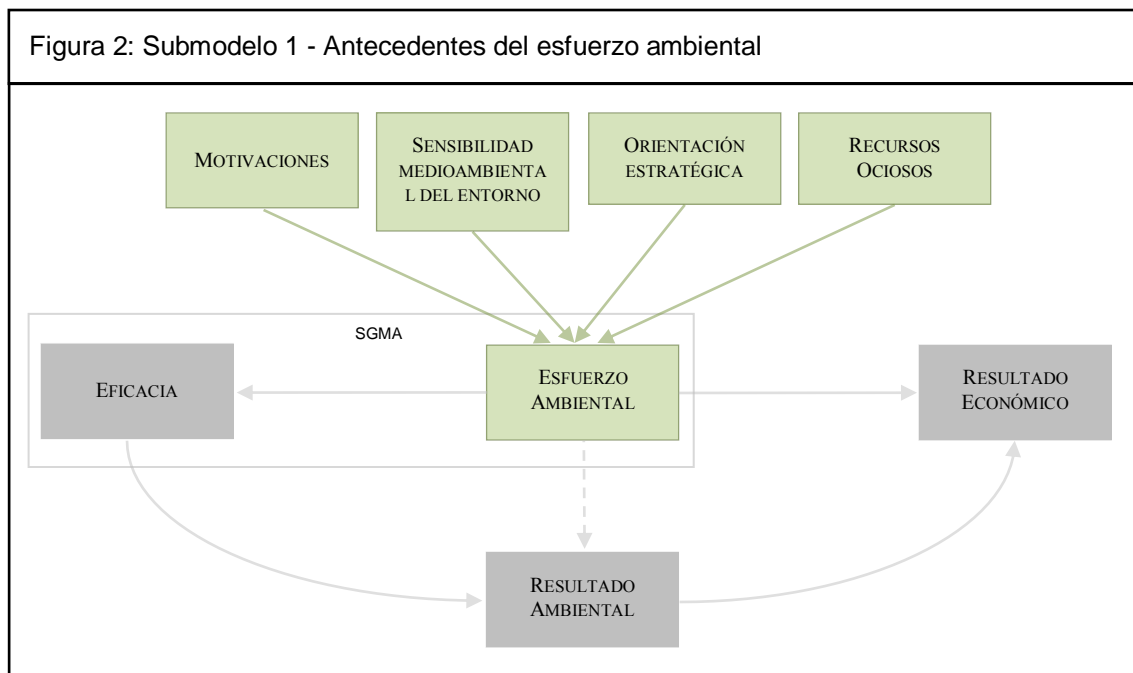 Figura 2: Submodelo 1 - Antecedentes del esfuerzo ambiental
MOTIVACIONES
SENSIBILIDAD
MEDIOAMBIENTA
L DEL ENTORNO
ORIENTACIÓN
ESTRATÉGICA
RECURSOS
OCIOSOS
SGMA
EFICACIA
ESFUERZO
AMBIENTAL
RESULTADO
ECONÓMICO
RESULTADO
AMBIENTAL